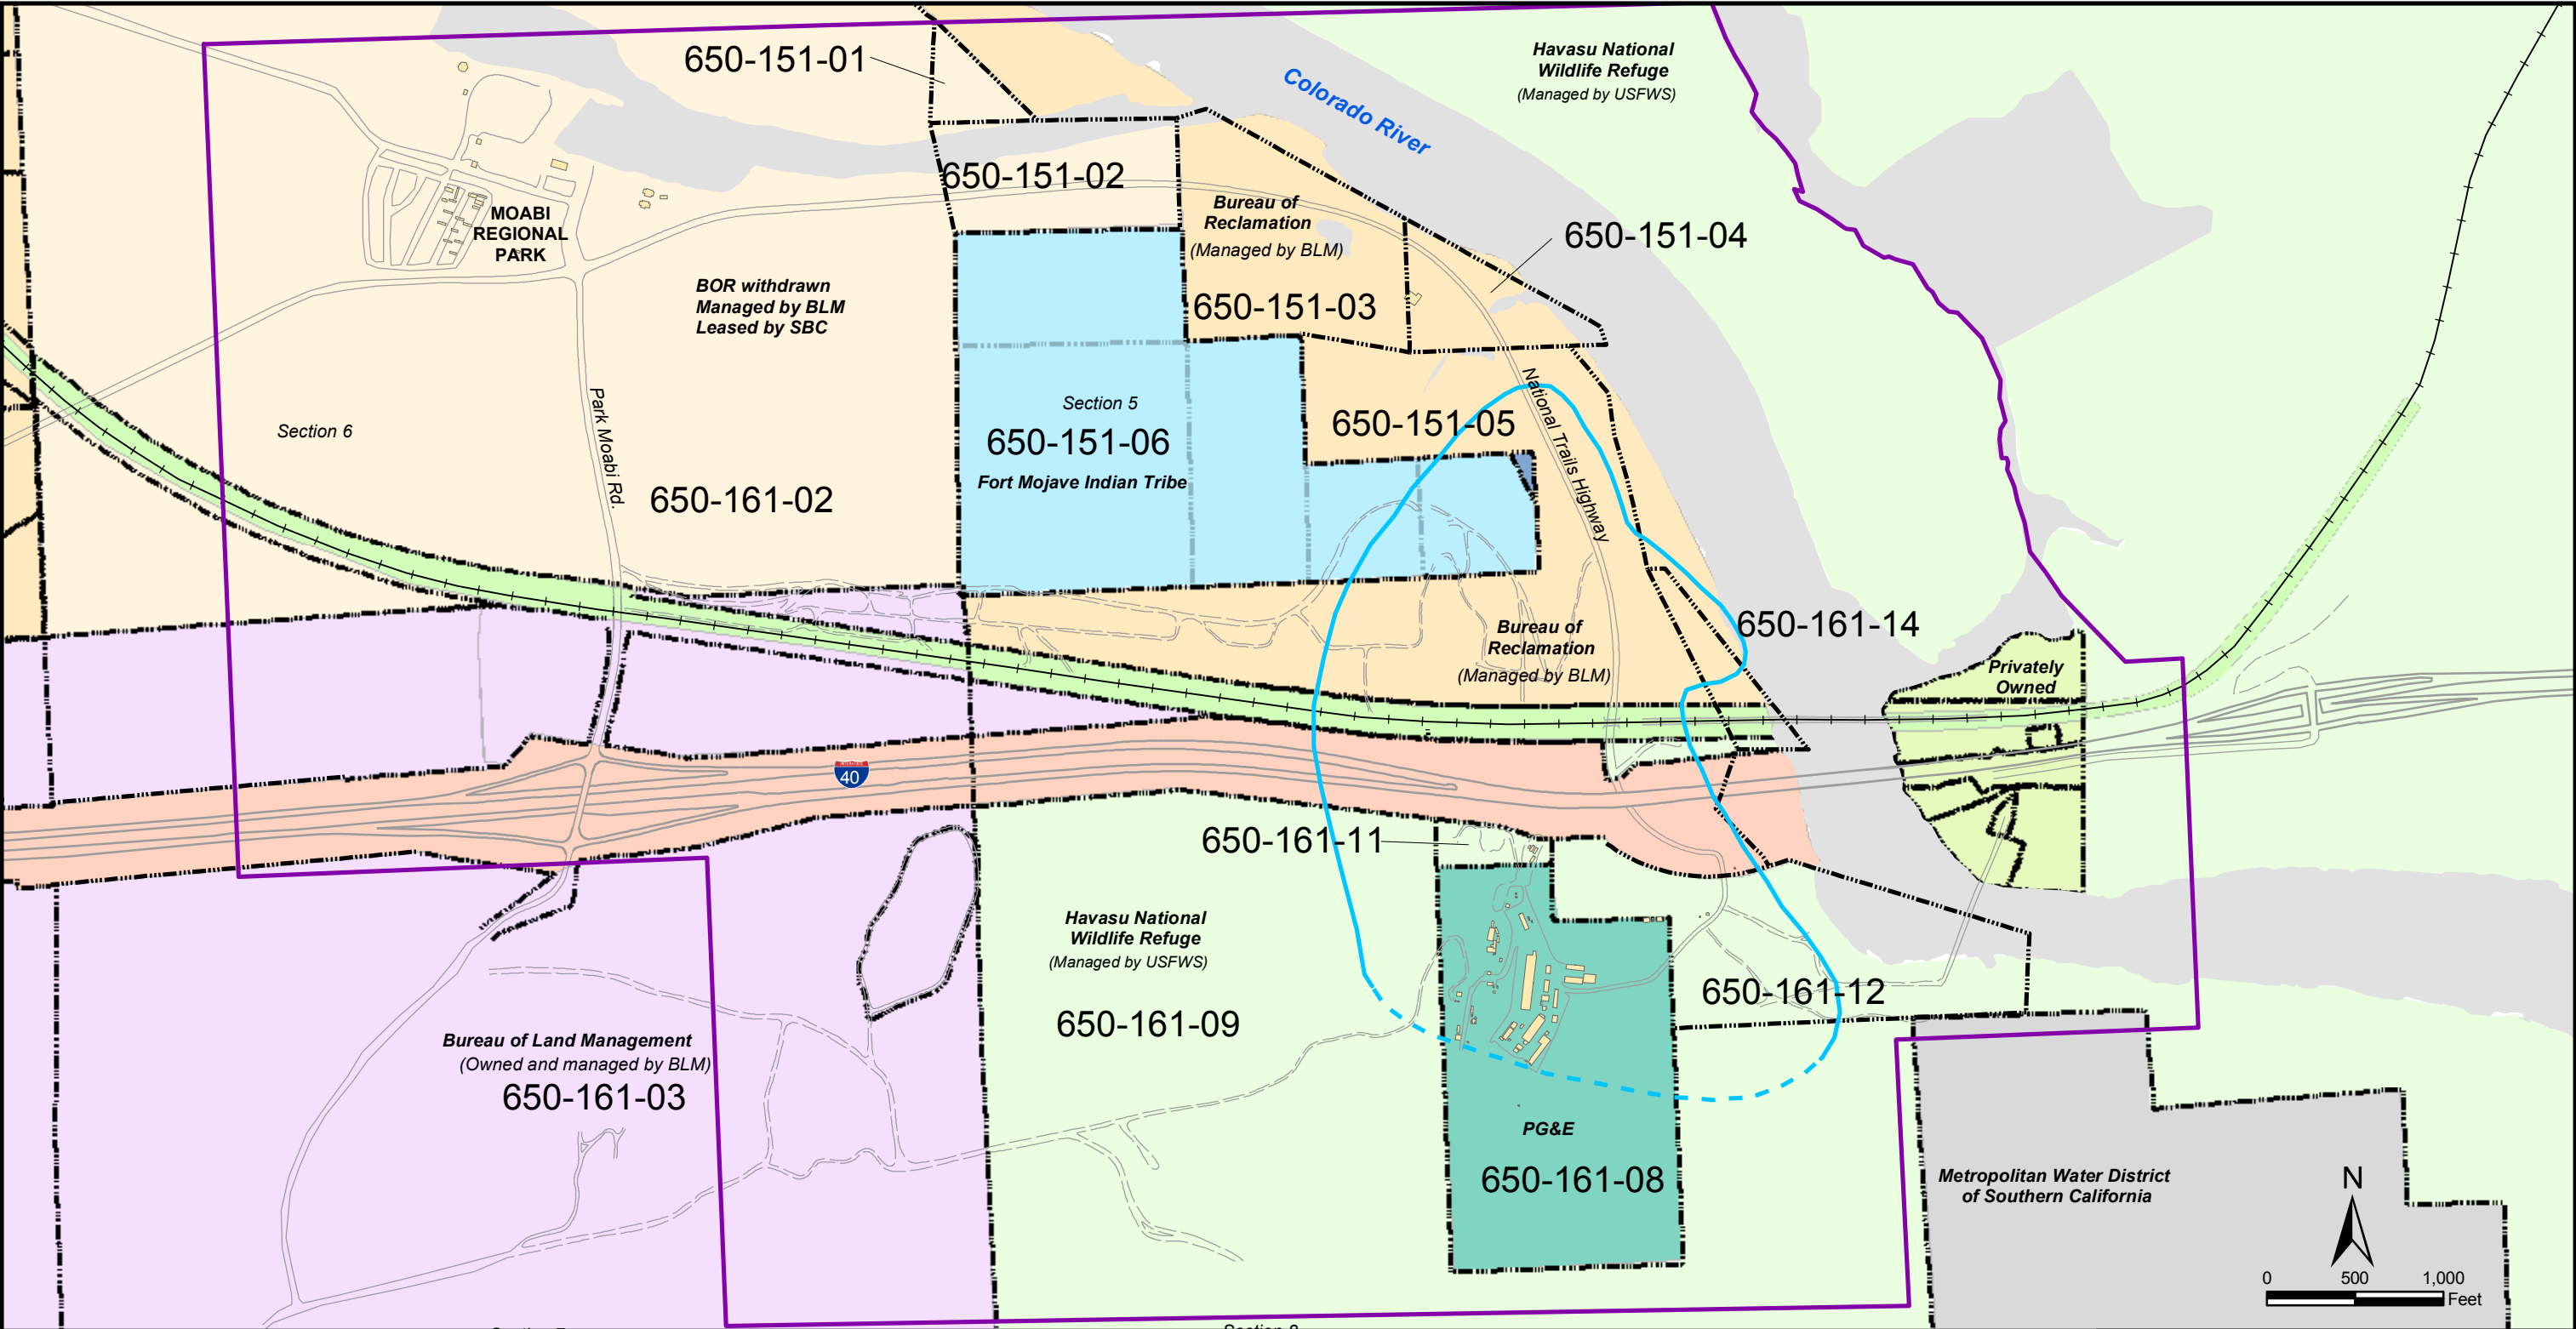 650-151-01
Havasu National
Wildlife Refuge
(Managed by USFWS)
Colorado River
650-151-02
MOABI
REGIONAL
PARK
Bureau of
Reclamation
(Managed by BLM)
650-151-03
650-151-04
BOR withdrawn
Managed by BLM
Leased by SBC
Section 6
Park Moabi Rd.
650-161-02
Section 5
650-151-06
Fort Mojave Indian Tribe
650-151-05
National Trails Highway
Bureau of
Reclamation
(Managed by BLM)
650-161-14
Privately
Owned
40
650-161-11
Havasu National
Wildlife Refuge
(Managed by USFWS)
650-161-09
650-161-12
Bureau of Land Management
(Owned and managed by BLM)
650-161-03
PG&E
650-161-08
Metropolitan Water District
of Southern California
N
0 500 1,000
Feet